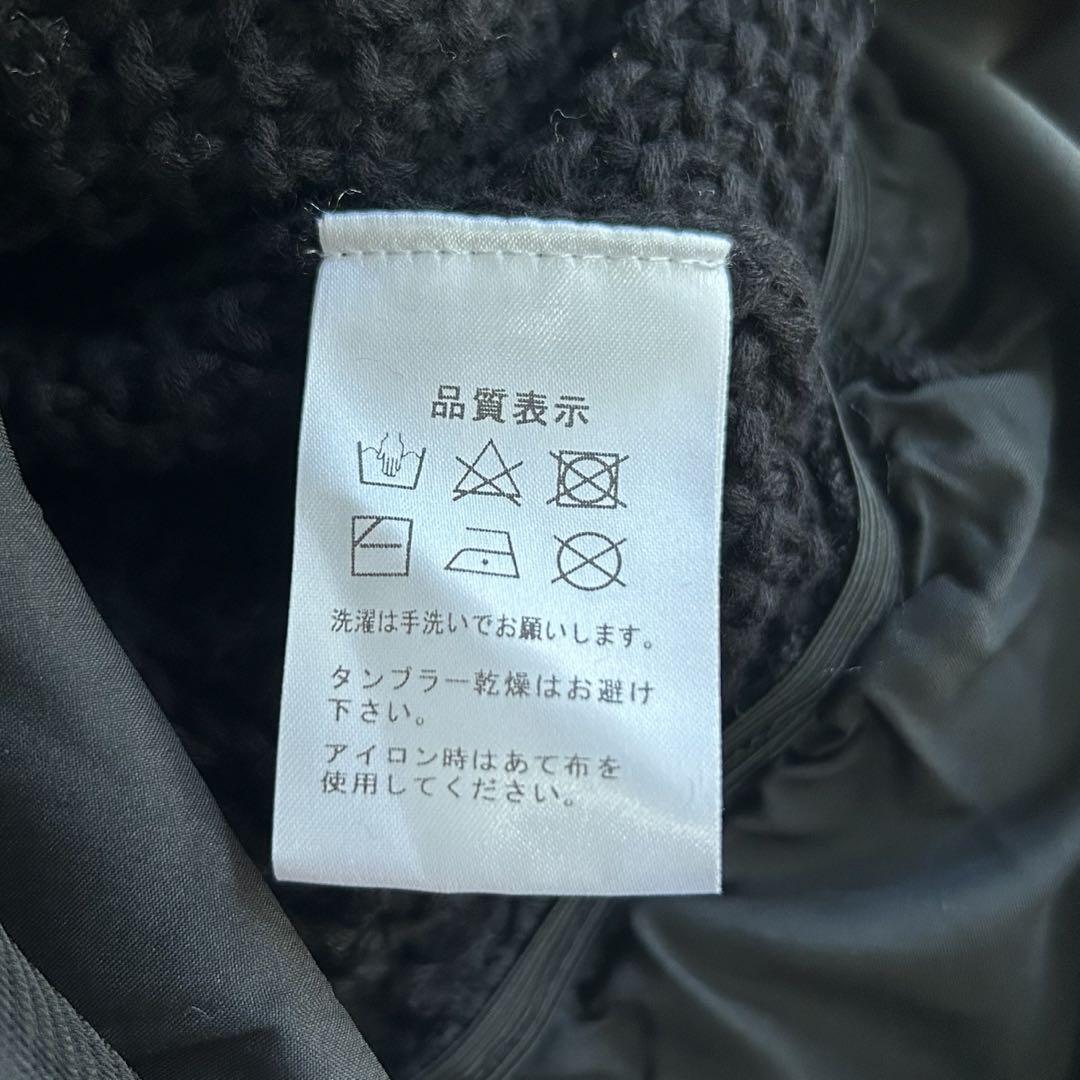 品質表示
洗濯は手洗いでお願いします。
タンブラー乾燥はお避け
下さい。
アイロン時はあて布を
使用してください。